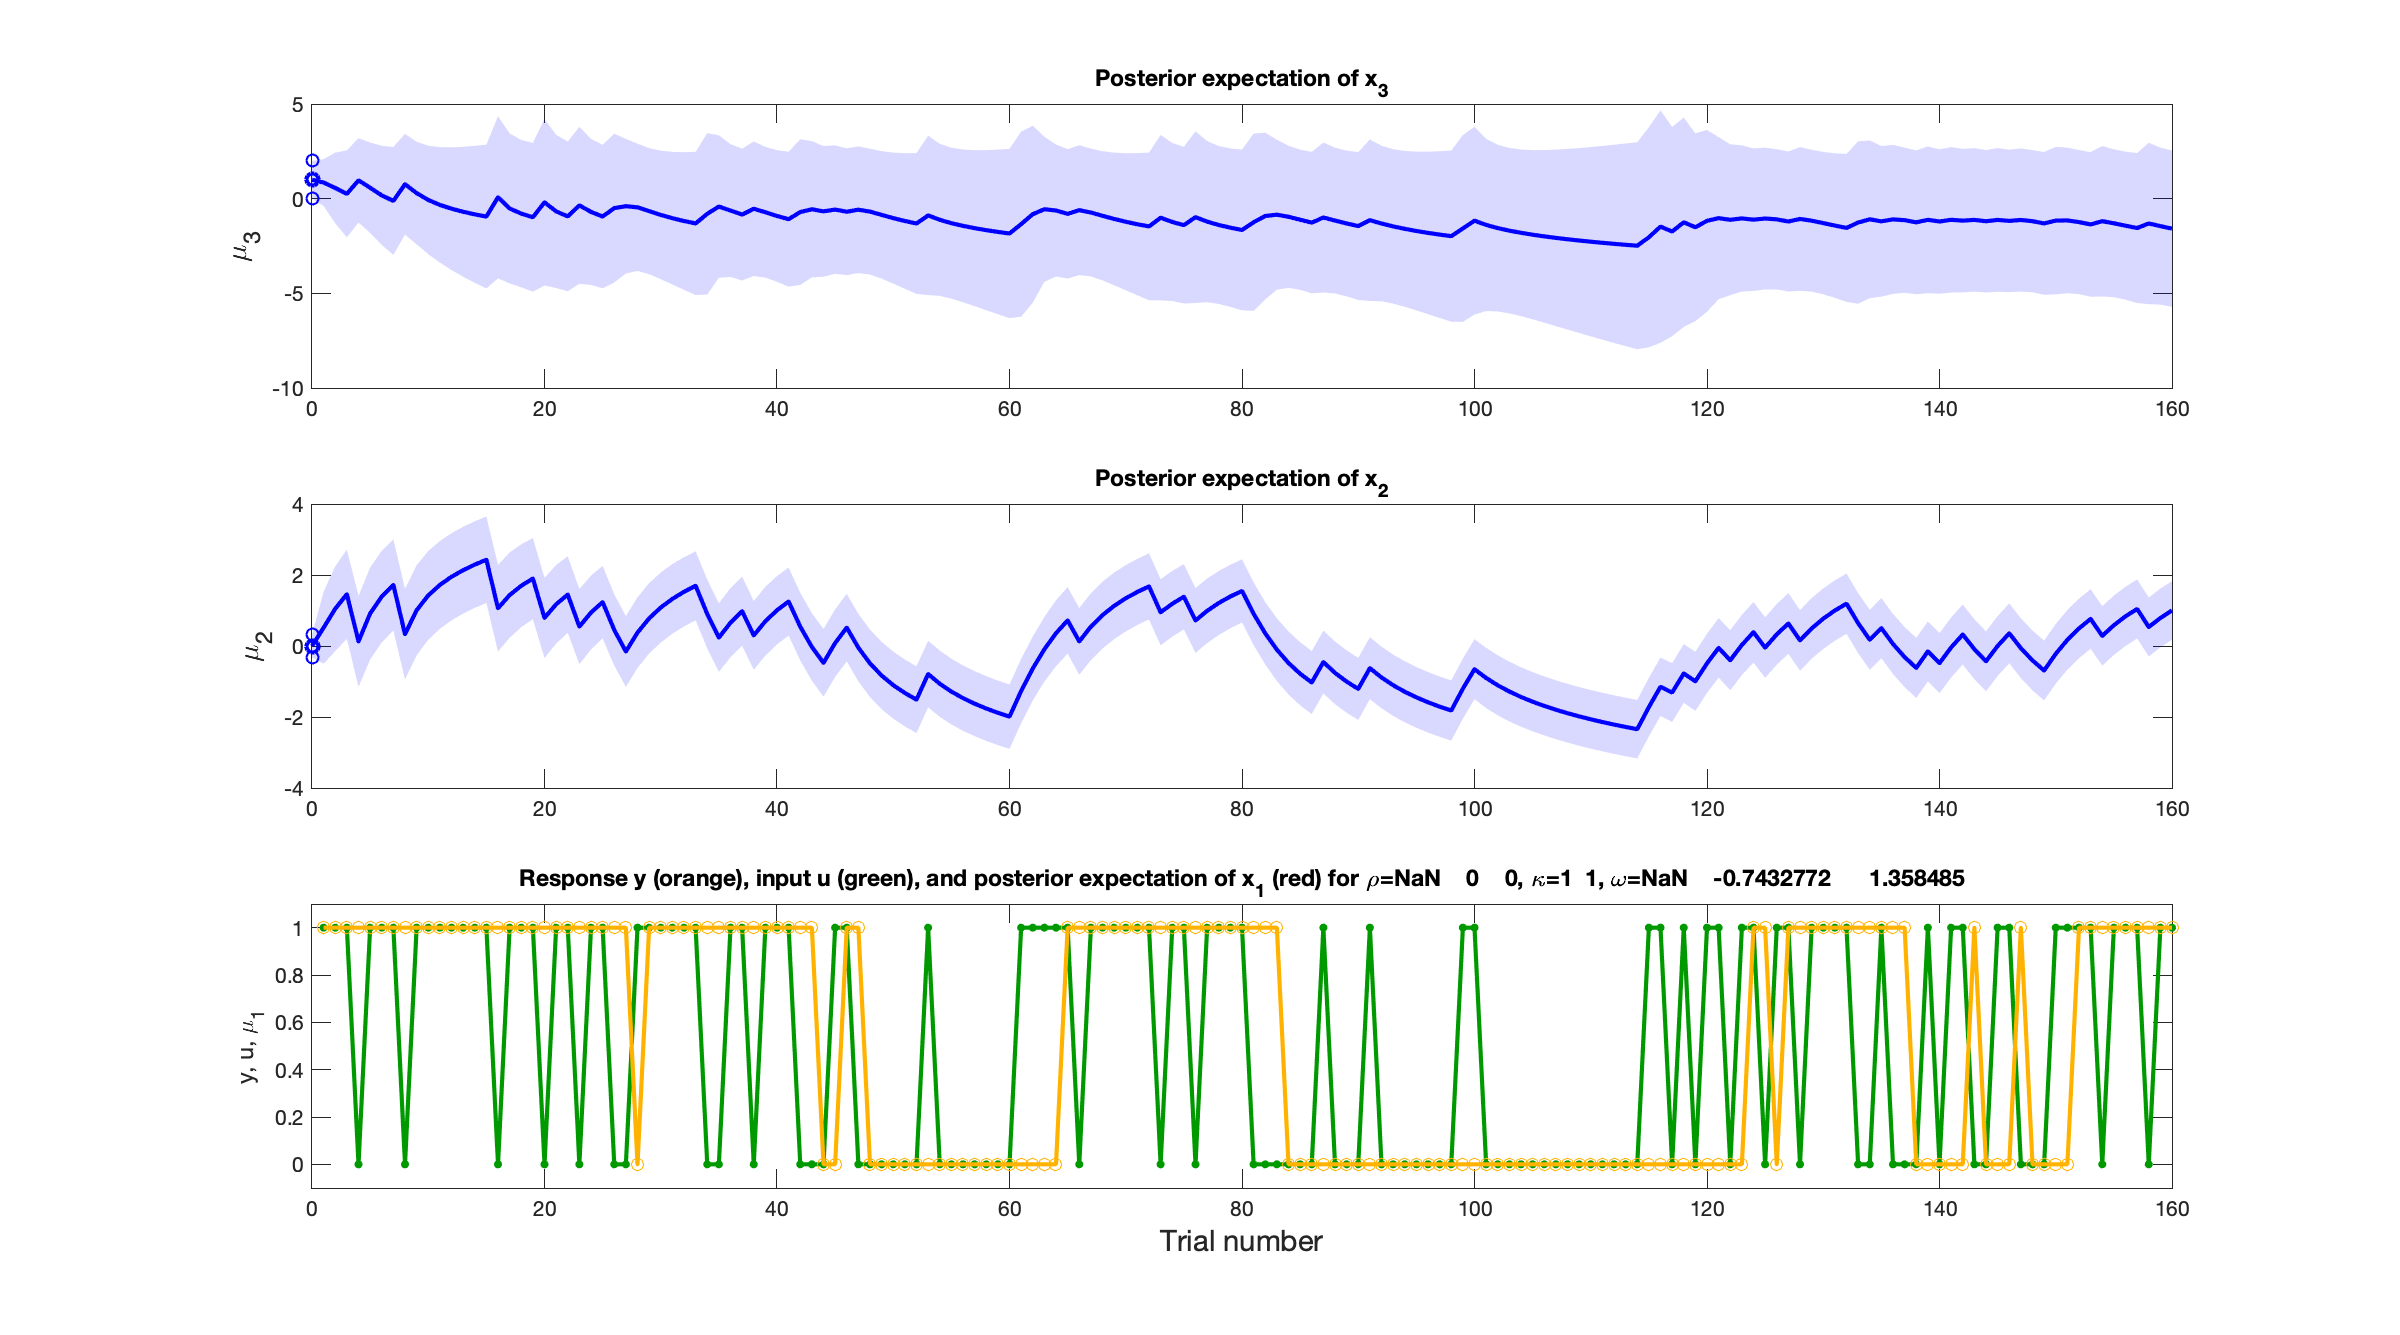 Posterior expectation of x3
5
0
-5
-10
μ3
0 20 40 60 80 100 120 140 160
Posterior expectation of x2
4
2
0
-2
-4
μ2
0 20 40 60 80 100 120 140 160
Response y (orange), input u (green), and posterior expectation of x1 (red) for ρ=NaN 0 0, κ=1 1, ω=NaN -0.7432772 1.358485
1
0.8
0.6
0.4
0.2
0
y, u, μ1
0 20 40 60 80 100 120 140 160
Trial number